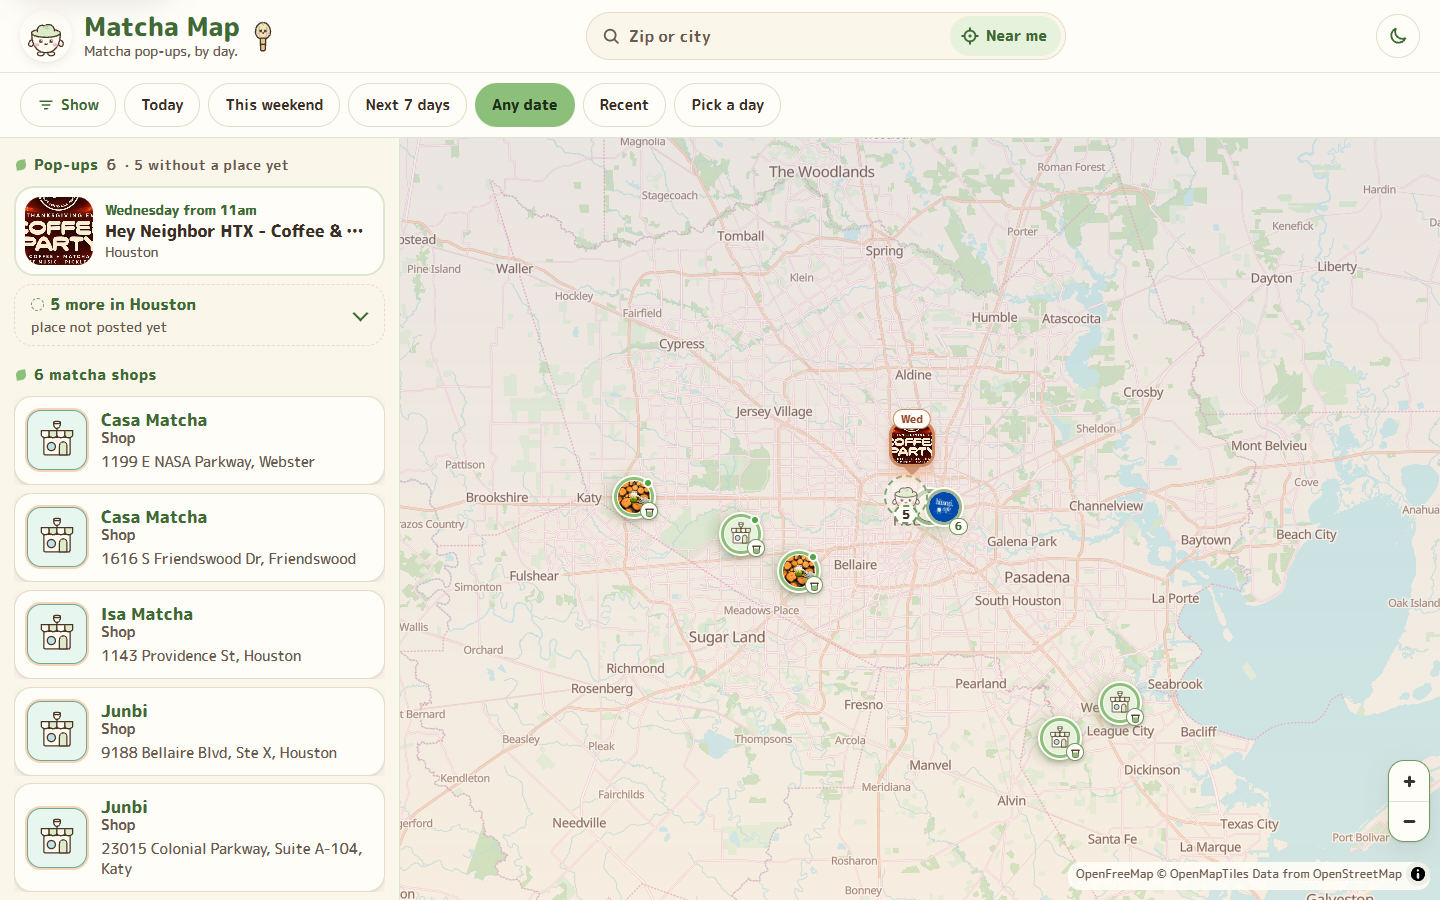 Matcha Map
Matcha pop-ups, by day.
Zip or city
Near me
Show
Today
This weekend
Next 7 days
Any date
Recent
Pick a day
Pop-ups 6 · 5 without a place yet
THANKSGIVING EV
COFFEE
PARTY
COFFEE + MATCHA
Wednesday from 11am
Hey Neighbor HTX - Coffee & ···
Houston
5 more in Houston
place not posted yet
6 matcha shops
Casa Matcha
Shop
1199 E NASA Parkway, Webster
Casa Matcha
Shop
1616 S Friendswood Dr, Friendswood
Isa Matcha
Shop
1143 Providence St, Houston
Junbi
Shop
9188 Bellaire Blvd, Ste X, Houston
Junbi
Shop
23015 Colonial Parkway, Suite A-104,
Katy
Magnolia
The Woodlands
Roman Forest
Stagecoach
Hardin
Tomball
Porter
Kenefick
Spring
Pine Island
Waller
Klein
Dayton
Liberty
Hockley
Fairfield
Humble
Atascocita
Cypress
Aldine
Crosby
Jersey Village
Wed
Sheldon
Mont Belvieu
Pattison
Brookshire
Katy
Cove
Channelview
5
6
Galena Park
Baytown
Beach City
Bellaire
Fulshear
Simonton
Pasadena
South Houston
La Porte
Oak Island
Meadows Place
Wallis
Sugar Land
Orchard
Richmond
Rosenberg
Pearland
Seabrook
Fresno
League City
Bacliff
Beasley
Pleak
Thompsons
Arcola
Manvel
Dickinson
Kendleton
Fairchilds
Meridiana
Alvin
Needville
Texas City
Santa Fe
La Marque
Port Bolivar
Rosharon
Bonney
Galveston
+
−
OpenFreeMap © OpenMapTiles Data from OpenStreetMap